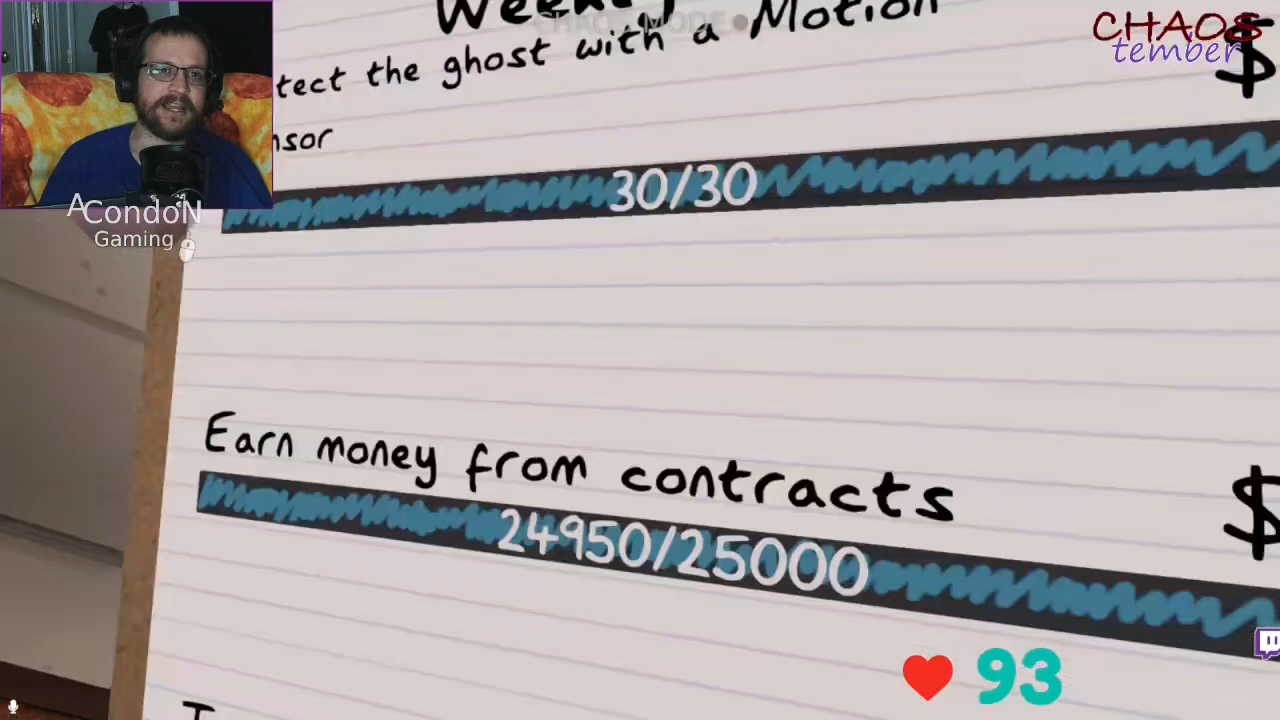 Weekly
CHAOS
tember
tect the ghost with a Motion
$
nsor
30/30
ACondoN
Gaming
Earn money from contracts
$
24950/25000
93